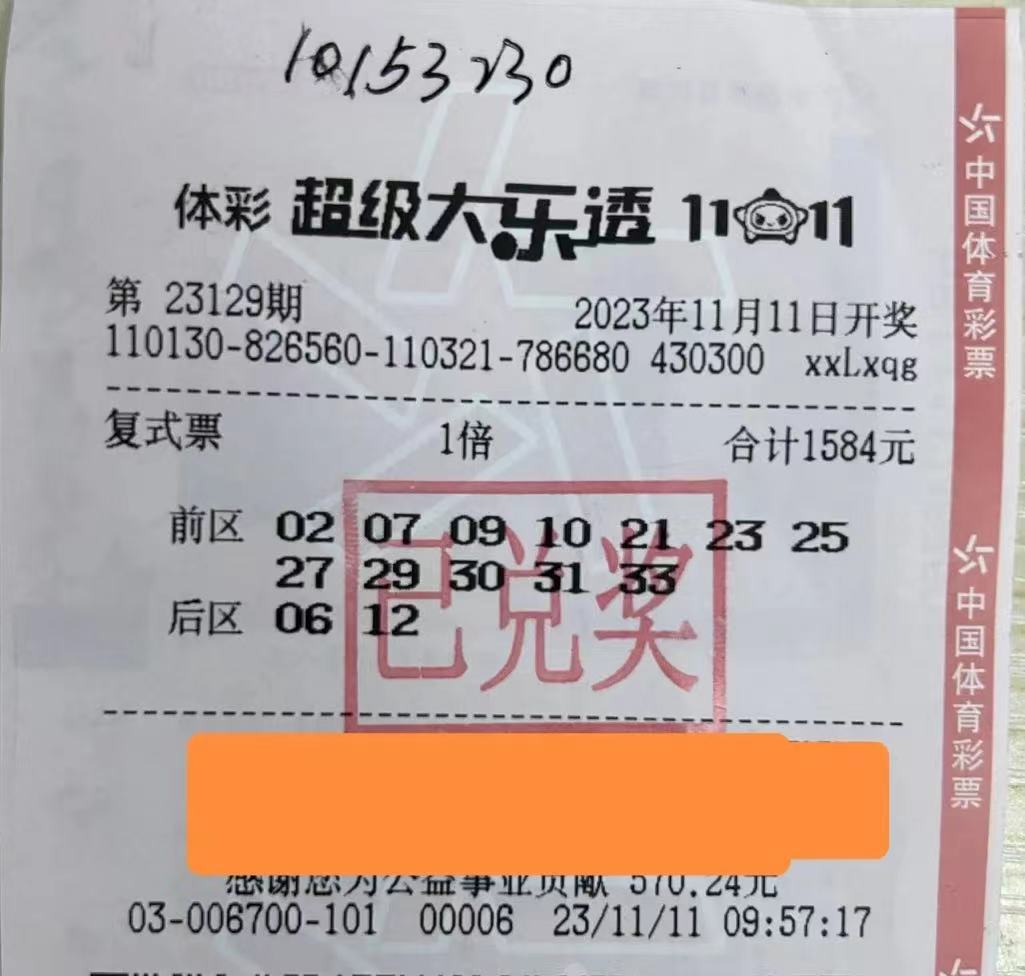 10153230
体彩 超级大乐透 11 11
第 23129期 2023年11月11日开奖
110130-826560-110321-786680 430300 xxLxqg
复式票 1倍 合计1584元
前区 02 07 09 10 21 23 25
27 29 30 31 33
后区 06 12
已兑奖
感谢您为公益事业贡献 570.24元
03-006700-101 00006 23/11/11 09:57:17
中国体育彩票
中国体育彩票